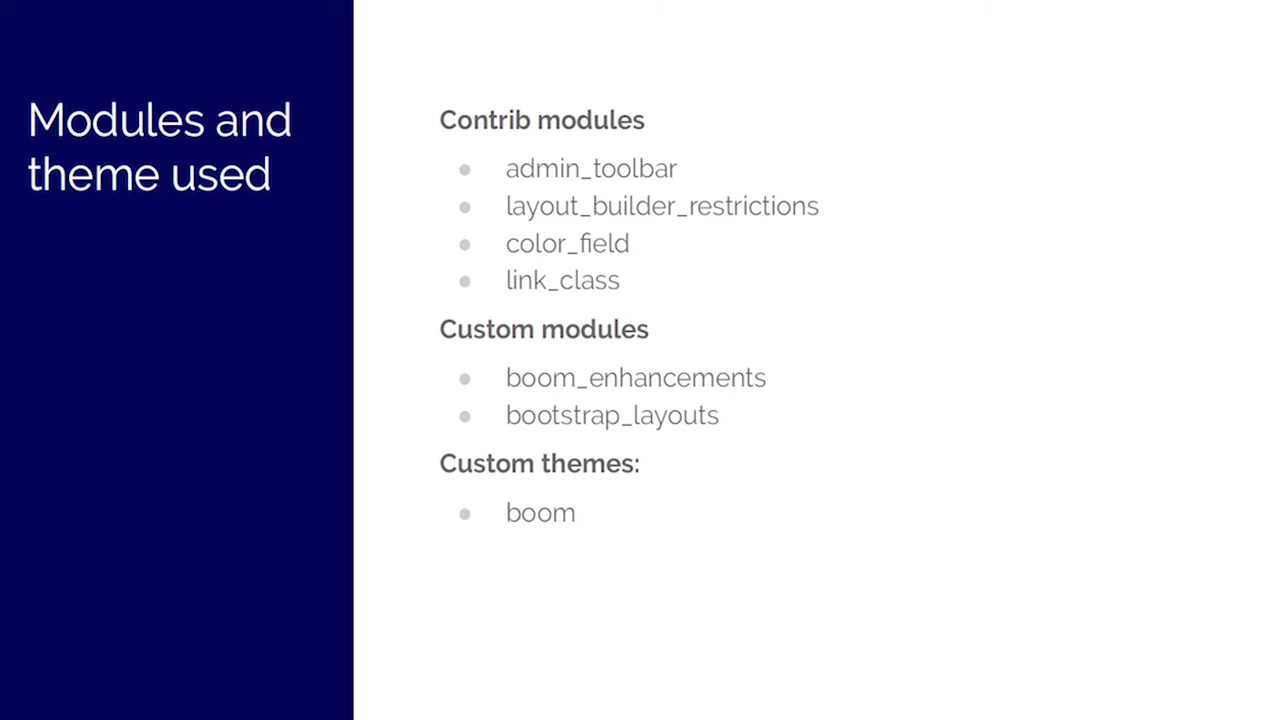 Modules and
theme used
Contrib modules
admin_toolbar
layout_builder_restrictions
color_field
link_class
Custom modules
boom_enhancements
bootstrap_layouts
Custom themes:
boom